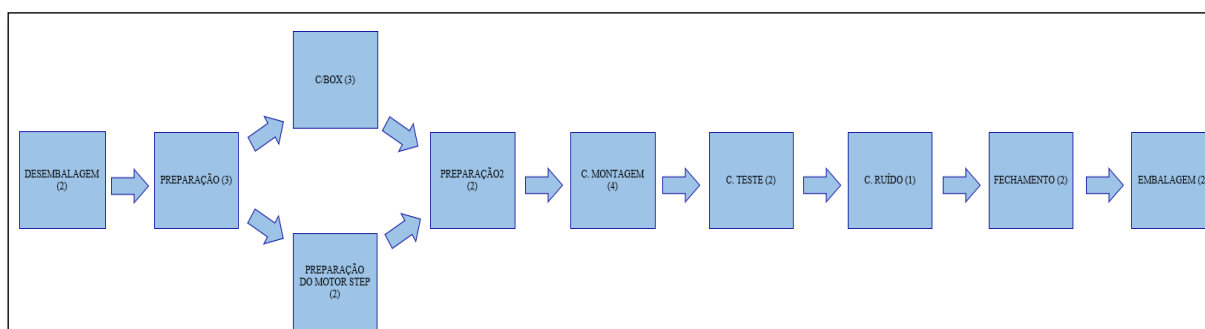 C/BOX (3)
DESEMBALAGEM
(2)
PREPARAÇÃO (3)
PREPARAÇÃO2
(2)
C. MONTAGEM
(4)
C. TESTE (2)
C. RUÍDO (1)
FECHAMENTO (2)
EMBALAGEM (2
PREPARAÇÃO
DO MOTOR STEP
(2)